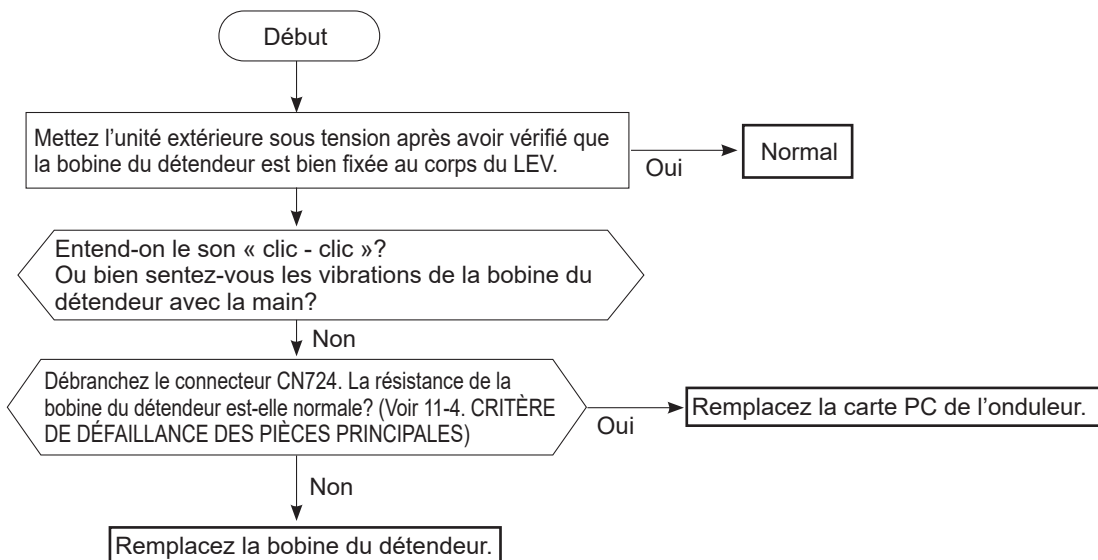 Début
Mettez l’unité extérieure sous tension après avoir vérifié que
la bobine du détendeur est bien fixée au corps du LEV.
Oui
Normal
Entend-on le son « clic - clic »?
Ou bien sentez-vous les vibrations de la bobine du
détendeur avec la main?
Non
Débranchez le connecteur CN724. La résistance de la
bobine du détendeur est-elle normale? (Voir 11-4. CRITÈRE
DE DÉFAILLANCE DES PIÈCES PRINCIPALES)
Oui
Remplacez la carte PC de l’onduleur.
Non
Remplacez la bobine du détendeur.